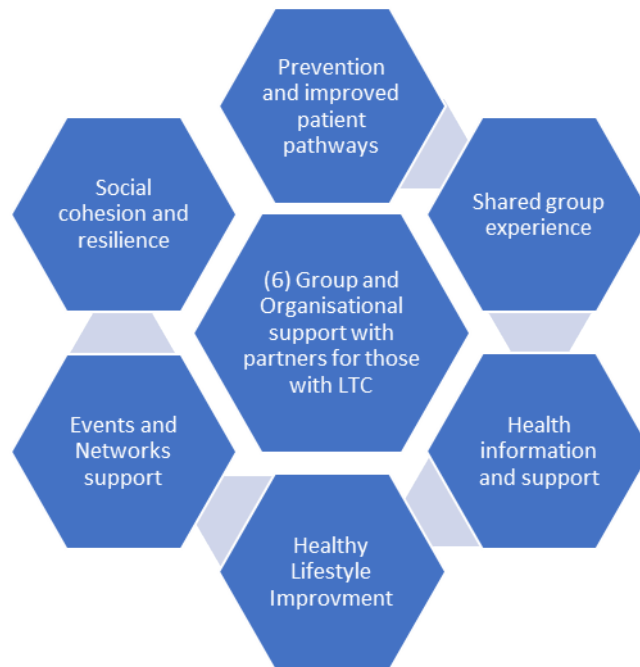 Prevention
and improved
patient
pathways
Shared group
experience
Health
information
and support
Healthy
Lifestyle
Improvment
Events and
Networks
support
Social
cohesion and
resilience
(6) Group and
Organisational
support with
partners for those
with LTC